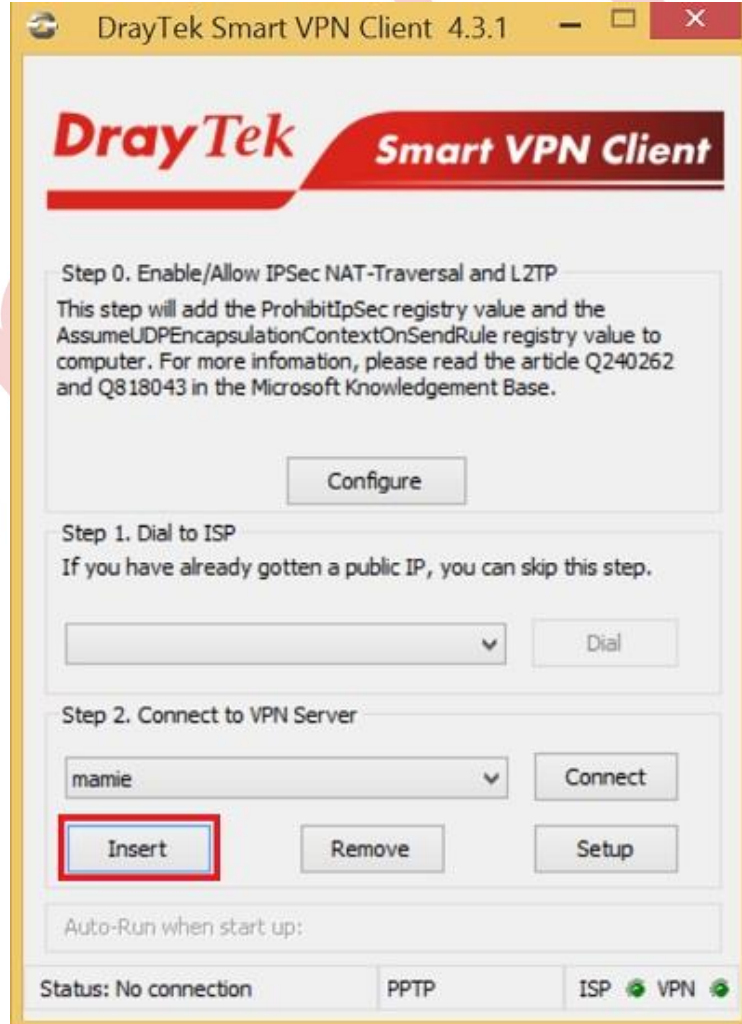 DrayTek Smart VPN Client 4.3.1
DrayTek Smart VPN Client
Step 0. Enable/Allow IPSec NAT-Traversal and L2TP
This step will add the ProhibitIpSec registry value and the
AssumeUDPEncapsulationContextOnSendRule registry value to
computer. For more infomation, please read the article Q240262
and Q818043 in the Microsoft Knowledgement Base.
Configure
Step 1. Dial to ISP
If you have already gotten a public IP, you can skip this step.
Dial
Step 2. Connect to VPN Server
mamie Connect
Insert Remove Setup
Auto-Run when start up:
Status: No connection PPTP ISP VPN